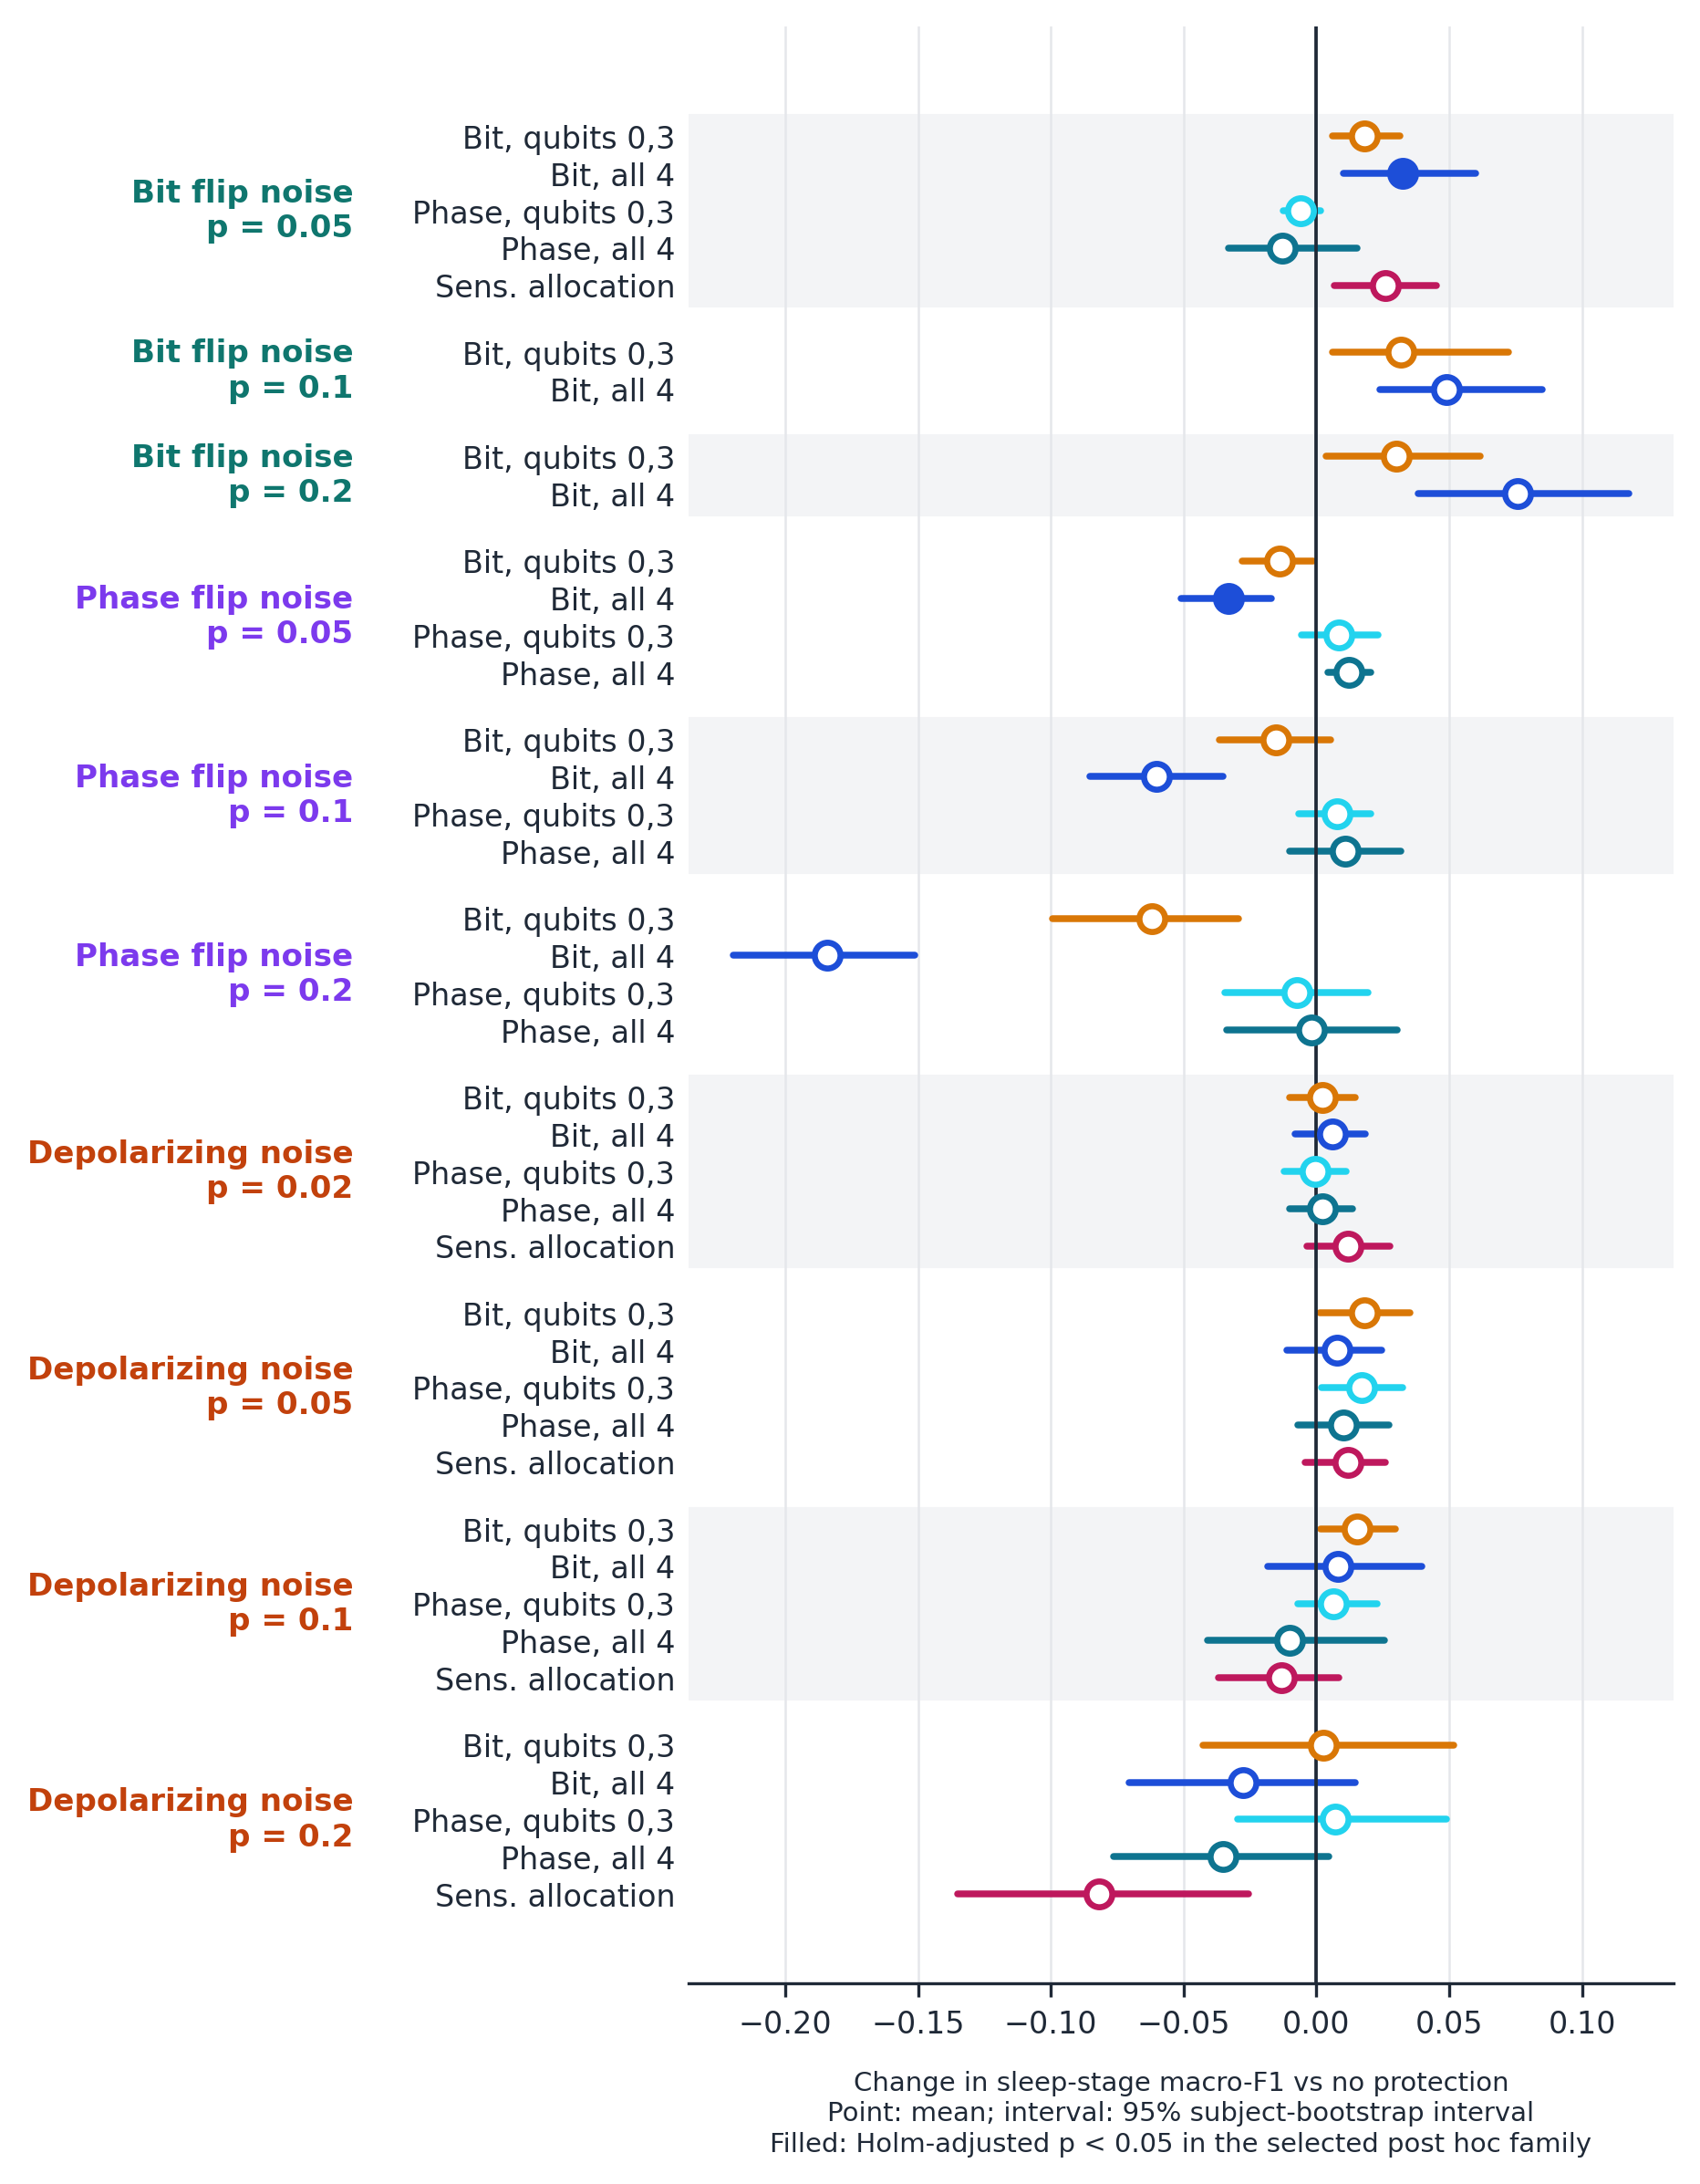 Bit flip noise
p = 0.05
Bit, qubits 0,3
Bit, all 4
Phase, qubits 0,3
Phase, all 4
Sens. allocation
Bit flip noise
p = 0.1
Bit, qubits 0,3
Bit, all 4
Bit flip noise
p = 0.2
Bit, qubits 0,3
Bit, all 4
Phase flip noise
p = 0.05
Bit, qubits 0,3
Bit, all 4
Phase, qubits 0,3
Phase, all 4
Phase flip noise
p = 0.1
Bit, qubits 0,3
Bit, all 4
Phase, qubits 0,3
Phase, all 4
Phase flip noise
p = 0.2
Bit, qubits 0,3
Bit, all 4
Phase, qubits 0,3
Phase, all 4
Depolarizing noise
p = 0.02
Bit, qubits 0,3
Bit, all 4
Phase, qubits 0,3
Phase, all 4
Sens. allocation
Depolarizing noise
p = 0.05
Bit, qubits 0,3
Bit, all 4
Phase, qubits 0,3
Phase, all 4
Sens. allocation
Depolarizing noise
p = 0.1
Bit, qubits 0,3
Bit, all 4
Phase, qubits 0,3
Phase, all 4
Sens. allocation
Depolarizing noise
p = 0.2
Bit, qubits 0,3
Bit, all 4
Phase, qubits 0,3
Phase, all 4
Sens. allocation
−0.20 −0.15 −0.10 −0.05 0.00 0.05 0.10
Change in sleep-stage macro-F1 vs no protection
Point: mean; interval: 95% subject-bootstrap interval
Filled: Holm-adjusted p < 0.05 in the selected post hoc family